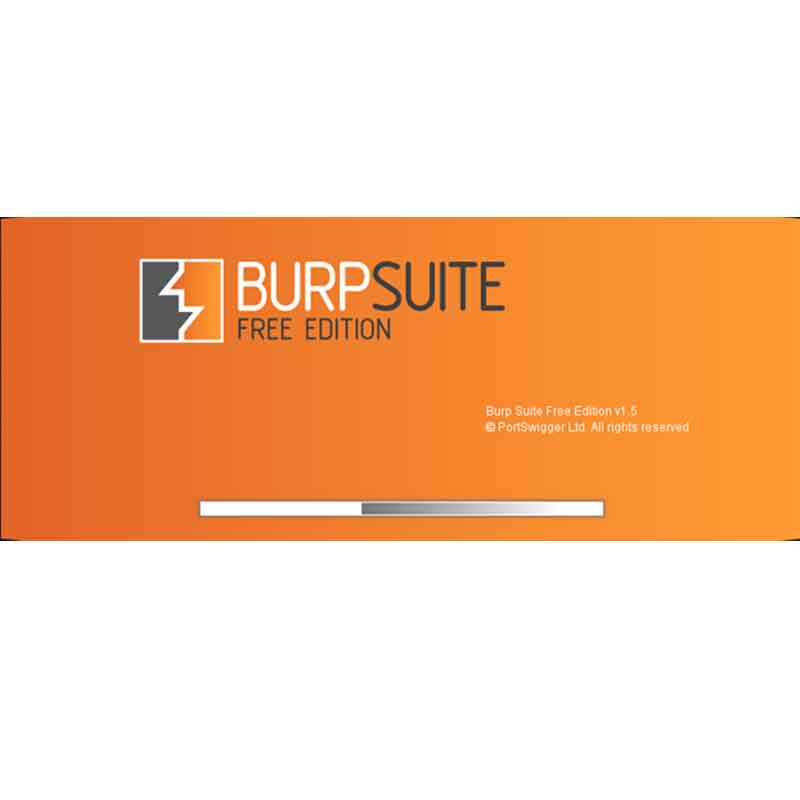 BURPSUITE
FREE EDITION
Burp Suite Free Edition v1.5
© PortSwigger Ltd. All rights reserved